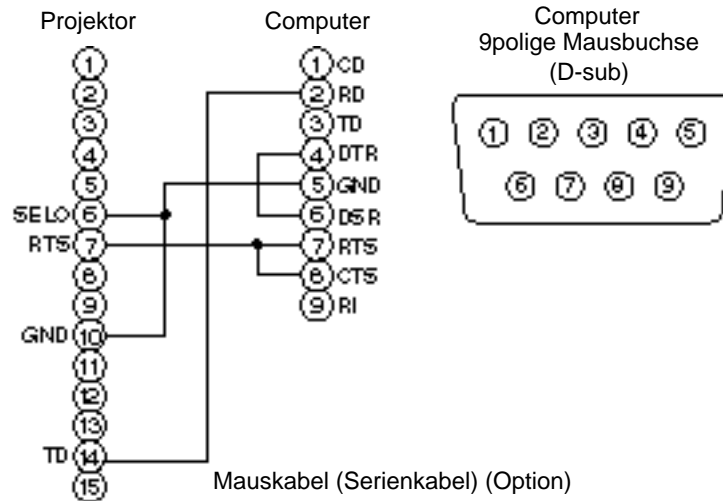 Projektor
Computer
1
2
3
4
5
SELO 6
RTS 7
8
9
GND 10
11
12
13
TD 14
15
1 CD
2 RD
3 TD
4 DTR
5 GND
6 DSR
7 RTS
8 CTS
9 RI
Computer
9polige Mausbuchse
(D-sub)
1 2 3 4 5
6 7 8 9
Mauskabel (Serienkabel) (Option)